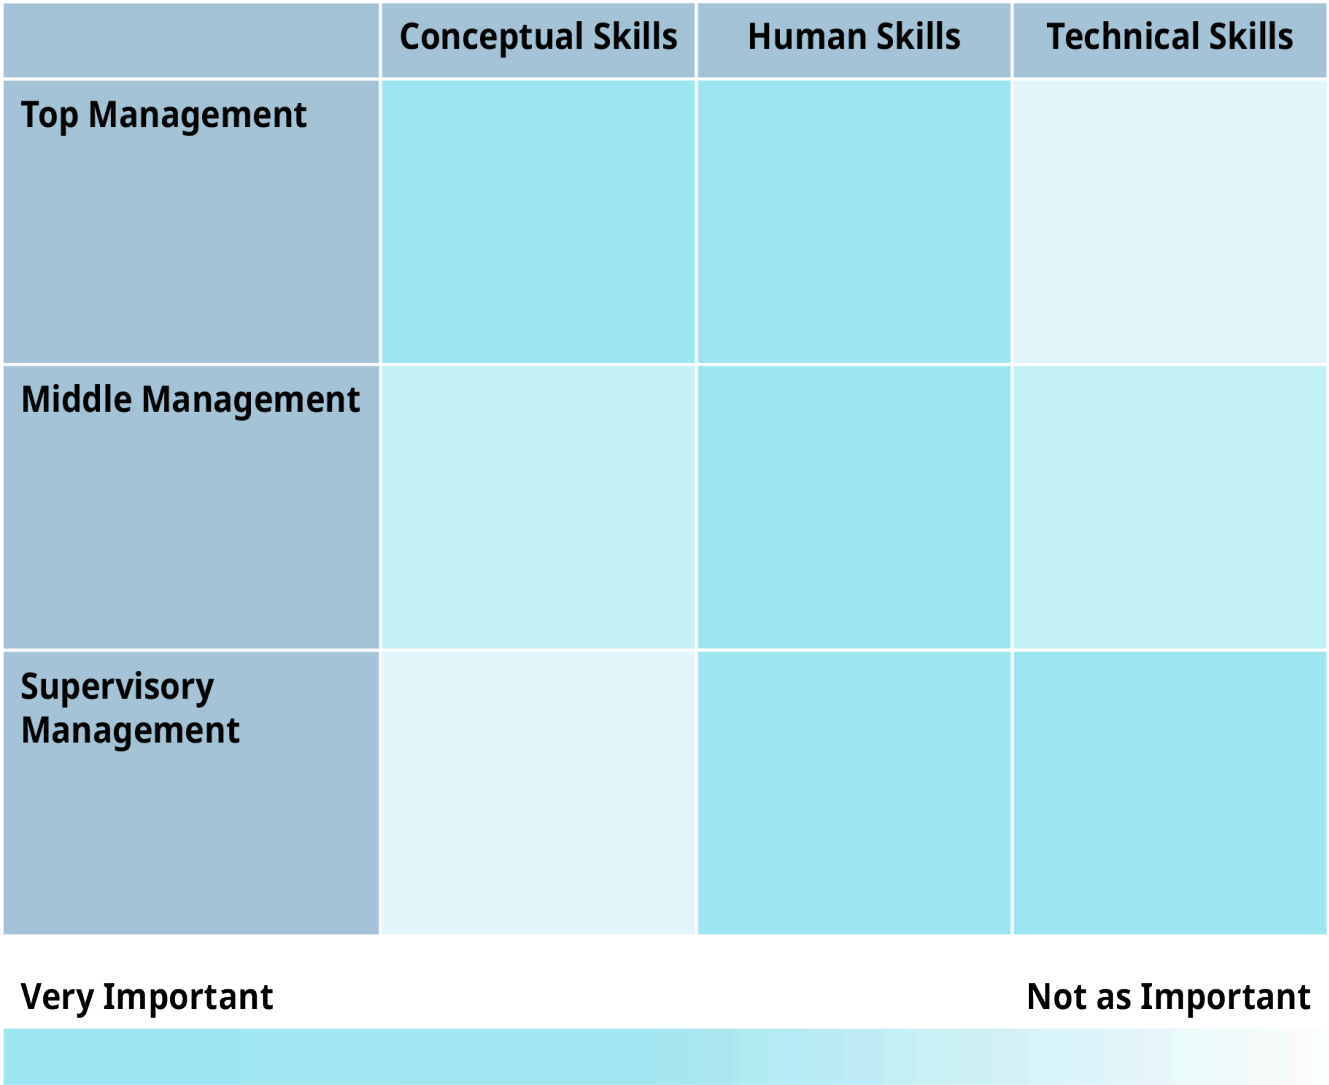 Conceptual Skills
Human Skills
Technical Skills
Top Management
Middle Management
Supervisory
Management
Very Important
Not as Important